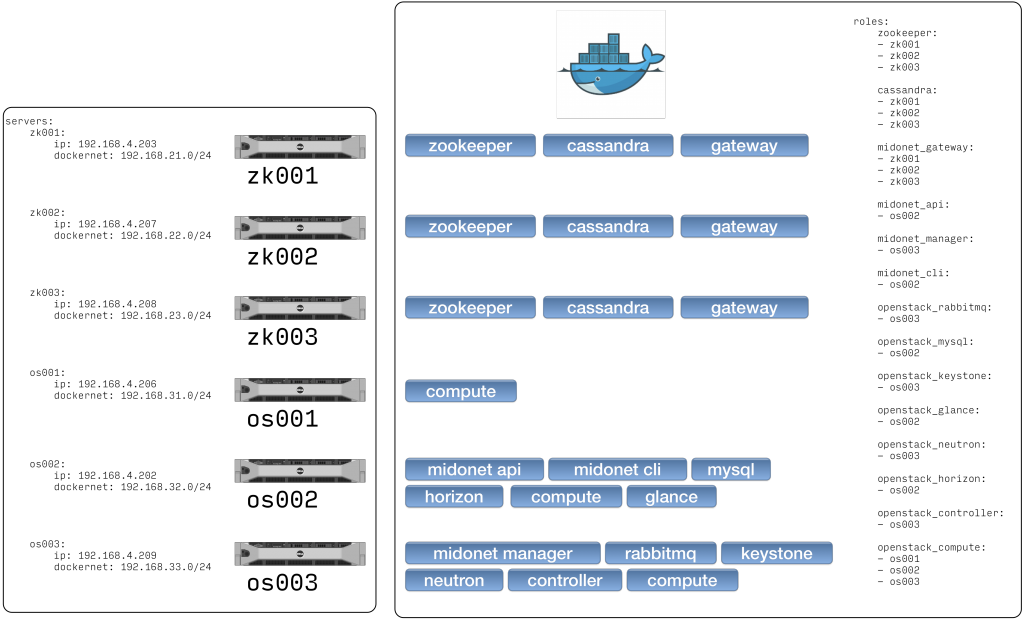 servers:
zk001:
ip: 192.168.4.203
dockernet: 192.168.21.0/24
zk001
zk002:
ip: 192.168.4.207
dockernet: 192.168.22.0/24
zk002
zk003:
ip: 192.168.4.208
dockernet: 192.168.23.0/24
zk003
os001:
ip: 192.168.4.206
dockernet: 192.168.31.0/24
os001
os002:
ip: 192.168.4.202
dockernet: 192.168.32.0/24
os002
os003:
ip: 192.168.4.209
dockernet: 192.168.33.0/24
os003
zookeeper cassandra gateway
zookeeper cassandra gateway
zookeeper cassandra gateway
compute
midonet api midonet cli mysql
horizon compute glance
midonet manager rabbitmq keystone
neutron controller compute
roles:
zookeeper:
- zk001
- zk002
- zk003
cassandra:
- zk001
- zk002
- zk003
midonet_gateway:
- zk001
- zk002
- zk003
midonet_api:
- os002
midonet_manager:
- os003
midonet_cli:
- os002
openstack_rabbitmq:
- os003
openstack_mysql:
- os002
openstack_keystone:
- os003
openstack_glance:
- os002
openstack_neutron:
- os003
openstack_horizon:
- os002
openstack_controller:
- os003
openstack_compute:
- os001
- os002
- os003